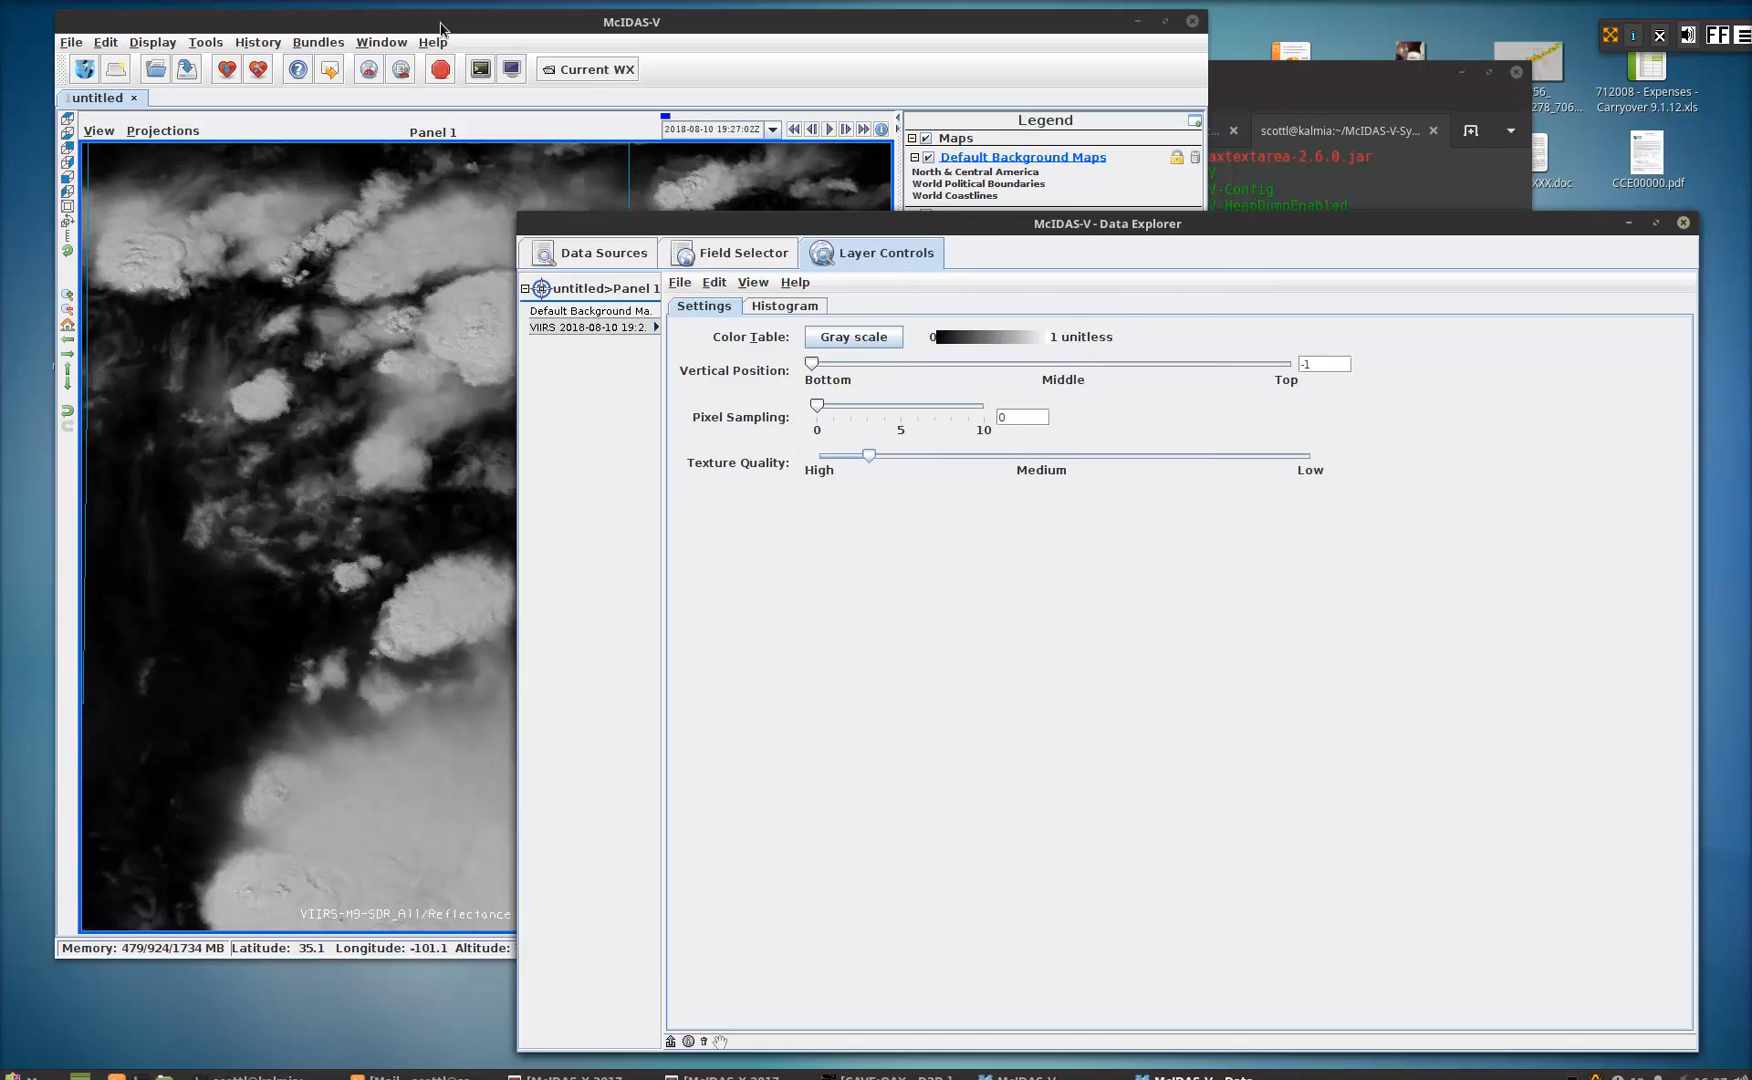 McIDAS-V
File Edit Display Tools History Bundles Window Help
Current WX
untitled
View Projections
Panel 1
2018-08-10 19:27:02Z
Legend
Maps
Default Background Maps
North & Central America
World Political Boundaries
World Coastlines
VIIRS-M9-SDR_All/Reflectance
Memory: 479/924/1734 MB Latitude: 35.1 Longitude: -101.1 Altitude:
scottl@kalmia:~/McIDAS-V-Sy...
axtextarea-2.6.0.jar
V
V-Config
V-HeapDumpEnabled
i
FF
56_
278_706...
712008 - Expenses -
Carryover 9.1.12.xls
XXX.doc
CCE00000.pdf
McIDAS-V - Data Explorer
Data Sources
Field Selector
Layer Controls
untitled>Panel 1
Default Background Ma.
VIIRS 2018-08-10 19:2.
File Edit View Help
Settings
Histogram
Color Table:
Gray scale
0
1 unitless
Vertical Position:
-1
Bottom
Middle
Top
Pixel Sampling:
0
0
5
10
Texture Quality:
High
Medium
Low